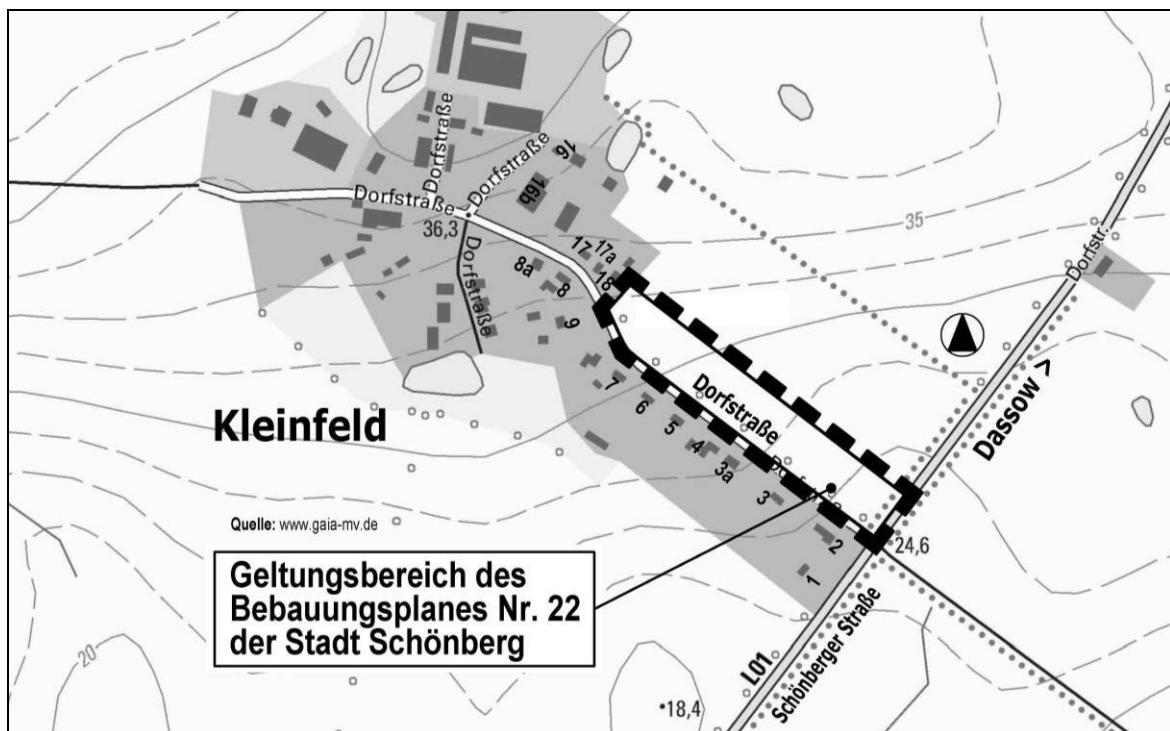 Dorfstraße
Dorfstraße
16
16b
Dorfstraße
36,3
Dorfstraße
35
17
17a
18
8a
8
9
Dorfstr.
7
6
5
4
3a
3
2
1
Dorfstraße
Dassow >
Kleinfeld
Quelle: www.gaia-mv.de
Geltungsbereich des
Bebauungsplanes Nr. 22
der Stadt Schönberg
24,6
L01
Schönberger Straße
20
18,4